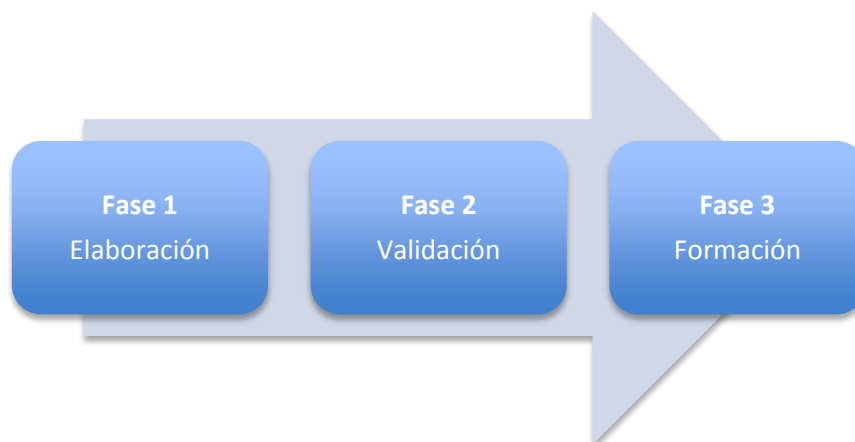 Fase 1
Elaboración
Fase 2
Validación
Fase 3
Formación